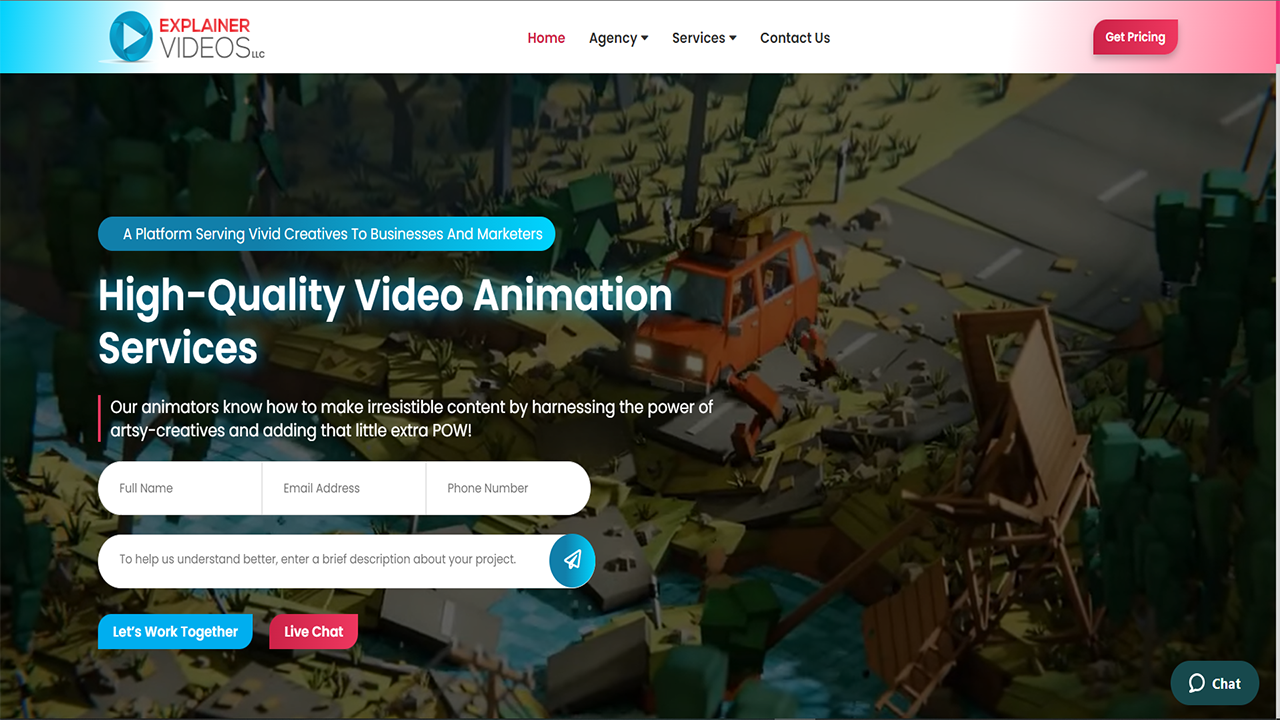 EXPLAINER
VIDEOS LLC
Home
Agency
Services
Contact Us
Get Pricing
A Platform Serving Vivid Creatives To Businesses And Marketers
High-Quality Video Animation
Services
Our animators know how to make irresistible content by harnessing the power of
artsy-creatives and adding that little extra POW!
Full Name
Email Address
Phone Number
To help us understand better, enter a brief description about your project.
Let's Work Together
Live Chat
Chat